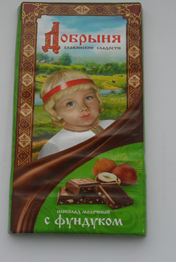 Добрыня
славянские сладости
шоколад молочный
с фундуком